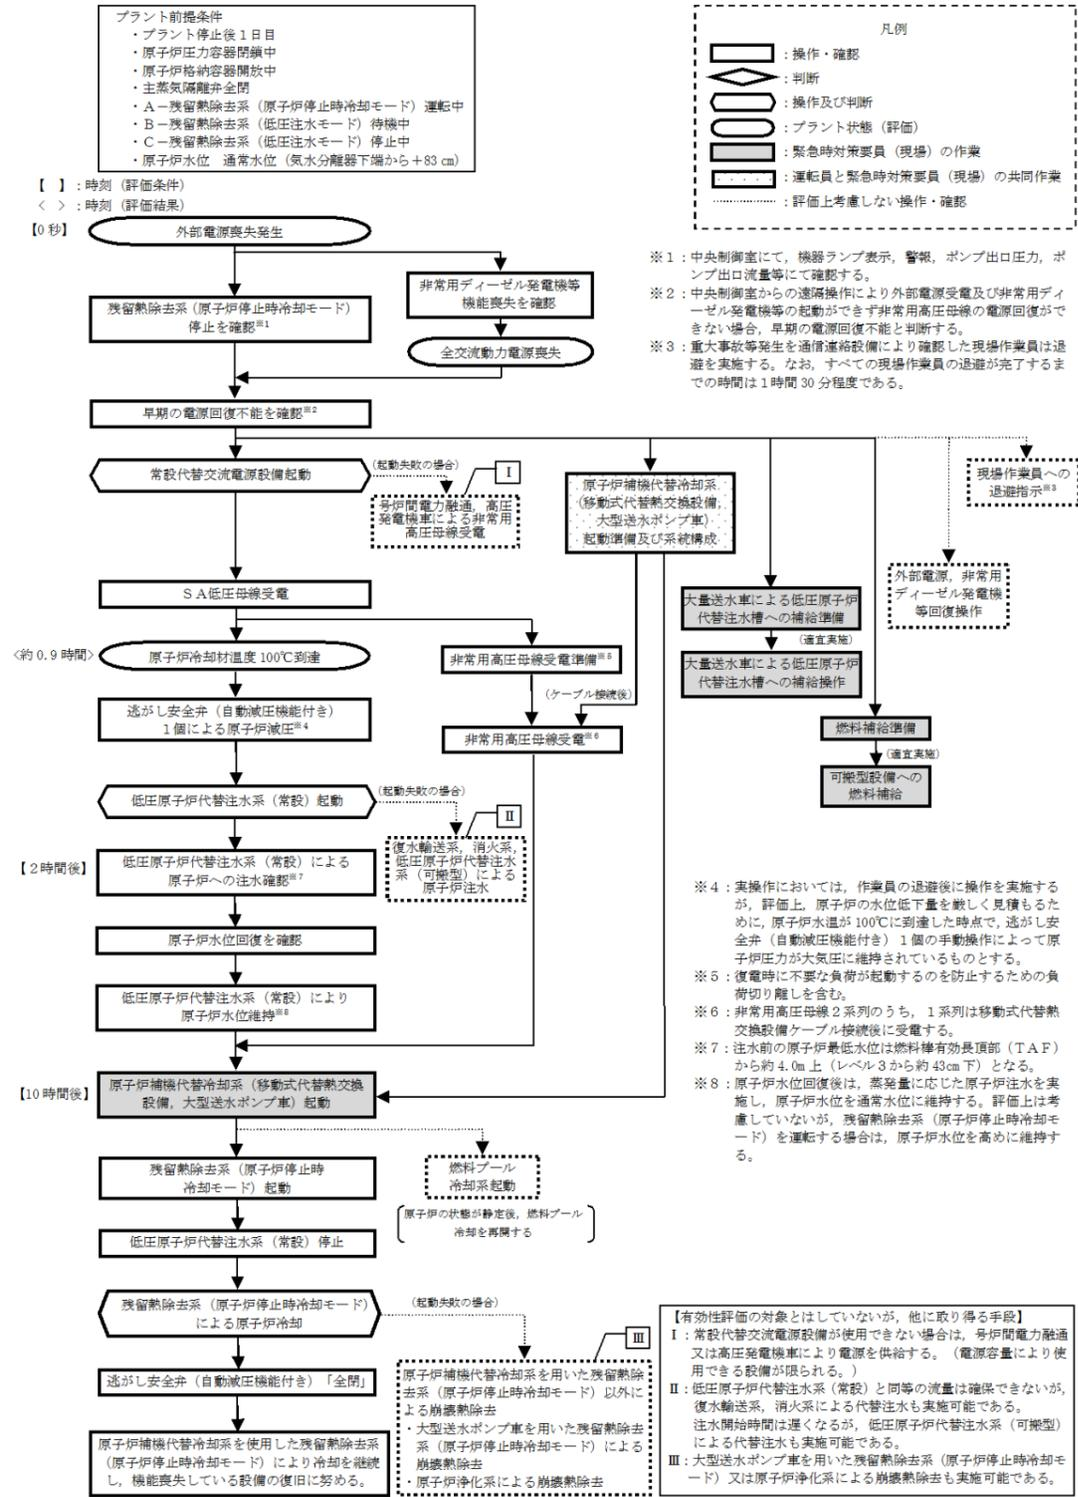 プラント前提条件
・プラント停止後１日目
・原子炉圧力容器閉鎖中
・原子炉格納容器開放中
・主蒸気隔離弁全閉
・Ａ－残留熱除去系（原子炉停止時冷却モード）運転中
・Ｂ－残留熱除去系（低圧注水モード）待機中
・Ｃ－残留熱除去系（低圧注水モード）停止中
・原子炉水位　通常水位（気水分離器下端から＋83 cm）
凡例
：操作・確認
：判断
：操作及び判断
：プラント状態（評価）
：緊急時対策要員（現場）の作業
：運転員と緊急時対策要員（現場）の共同作業
：評価上考慮しない操作・確認
【　】：時刻（評価条件）
＜　＞：時刻（評価結果）
【0 秒】
外部電源喪失発生
残留熱除去系（原子炉停止時冷却モード）
停止を確認※1
非常用ディーゼル発電機等
機能喪失を確認
全交流動力電源喪失
※１：中央制御室にて，機器ランプ表示，警報，ポンプ出口圧力，ポ
ンプ出口流量等にて確認する。
※２：中央制御室からの遠隔操作により外部電源受電及び非常用ディ
ーゼル発電機等の起動ができず非常用高圧母線の電源回復がで
きない場合，早期の電源回復不能と判断する。
※３：重大事故等発生を通信連絡設備により確認した現場作業員は退
避を実施する。なお，すべての現場作業員の退避が完了するま
での時間は１時間 30 分程度である。
早期の電源回復不能を確認※2
常設代替交流電源設備起動
（起動失敗の場合）
Ⅰ
号炉間電力融通，高圧
発電機車による非常用
高圧母線受電
原子炉補機代替冷却系
（移動式代替熱交換設備，
大型送水ポンプ車）
起動準備及び系統構成
現場作業員への
退避指示※3
外部電源，非常用
ディーゼル発電機
等回復操作
大量送水車による低圧原子炉
代替注水槽への補給準備
（適宜実施）
大量送水車による低圧原子炉
代替注水槽への補給操作
燃料補給準備
（適宜実施）
可搬型設備への
燃料補給
ＳＡ低圧母線受電
＜約 0.9 時間＞
原子炉冷却材温度 100℃到達
非常用高圧母線受電準備※5
（ケーブル接続後）
非常用高圧母線受電※6
逃がし安全弁（自動減圧機能付き）
１個による原子炉減圧※4
低圧原子炉代替注水系（常設）起動
（起動失敗の場合）
Ⅱ
復水輸送系，消火系，
低圧原子炉代替注水
系（可搬型）による
原子炉注水
【２時間後】
低圧原子炉代替注水系（常設）による
原子炉への注水確認※7
原子炉水位回復を確認
低圧原子炉代替注水系（常設）により
原子炉水位維持※8
※４：実操作においては，作業員の退避後に操作を実施する
が，評価上，原子炉の水位低下量を厳しく見積もるた
めに，原子炉水温が 100℃に到達した時点で，逃がし安
全弁（自動減圧機能付き）１個の手動操作によって原
子炉圧力が大気圧に維持されているものとする。
※５：復電時に不要な負荷が起動するのを防止するための負
荷切り離しを含む。
※６：非常用高圧母線２系列のうち，１系列は移動式代替熱
交換設備ケーブル接続後に受電する。
※７：注水前の原子炉最低水位は燃料棒有効長頂部（ＴＡＦ）
から約 4.0m 上（レベル３から約 43cm 下）となる。
※８：原子炉水位回復後は，蒸発量に応じた原子炉注水を実
施し，原子炉水位を通常水位に維持する。評価上は考
慮していないが，残留熱除去系（原子炉停止時冷却モ
ード）を運転する場合は，原子炉水位を高めに維持す
る。
【10 時間後】
原子炉補機代替冷却系（移動式代替熱交換
設備，大型送水ポンプ車）起動
残留熱除去系（原子炉停止時
冷却モード）起動
燃料プール
冷却系起動
原子炉の状態が静定後，燃料プール
冷却を再開する
低圧原子炉代替注水系（常設）停止
残留熱除去系（原子炉停止時冷却モード）
による原子炉冷却
（起動失敗の場合）
Ⅲ
逃がし安全弁（自動減圧機能付き）「全閉」
原子炉補機代替冷却系を使用した残留熱除去系
（原子炉停止時冷却モード）により冷却を継続
し，機能喪失している設備の復旧に努める。
原子炉補機代替冷却系を用いた残留熱除
去系（原子炉停止時冷却モード）以外に
よる崩壊熱除去
・大型送水ポンプ車を用いた残留熱除去
系（原子炉停止時冷却モード）による
崩壊熱除去
・原子炉浄化系による崩壊熱除去
【有効性評価の対象とはしていないが，他に取り得る手段】
Ⅰ：常設代替交流電源設備が使用できない場合は，号炉間電力融通
又は高圧発電機車により電源を供給する。（電源容量により使
用できる設備が限られる。）
Ⅱ：低圧原子炉代替注水系（常設）と同等の流量は確保できないが，
復水輸送系，消火系による代替注水も実施可能である。
注水開始時間は遅くなるが，低圧原子炉代替注水系（可搬型）
による代替注水も実施可能である。
Ⅲ：大型送水ポンプ車を用いた残留熱除去系（原子炉停止時冷却モ
ード）又は原子炉浄化系による崩壊熱除去も実施可能である。